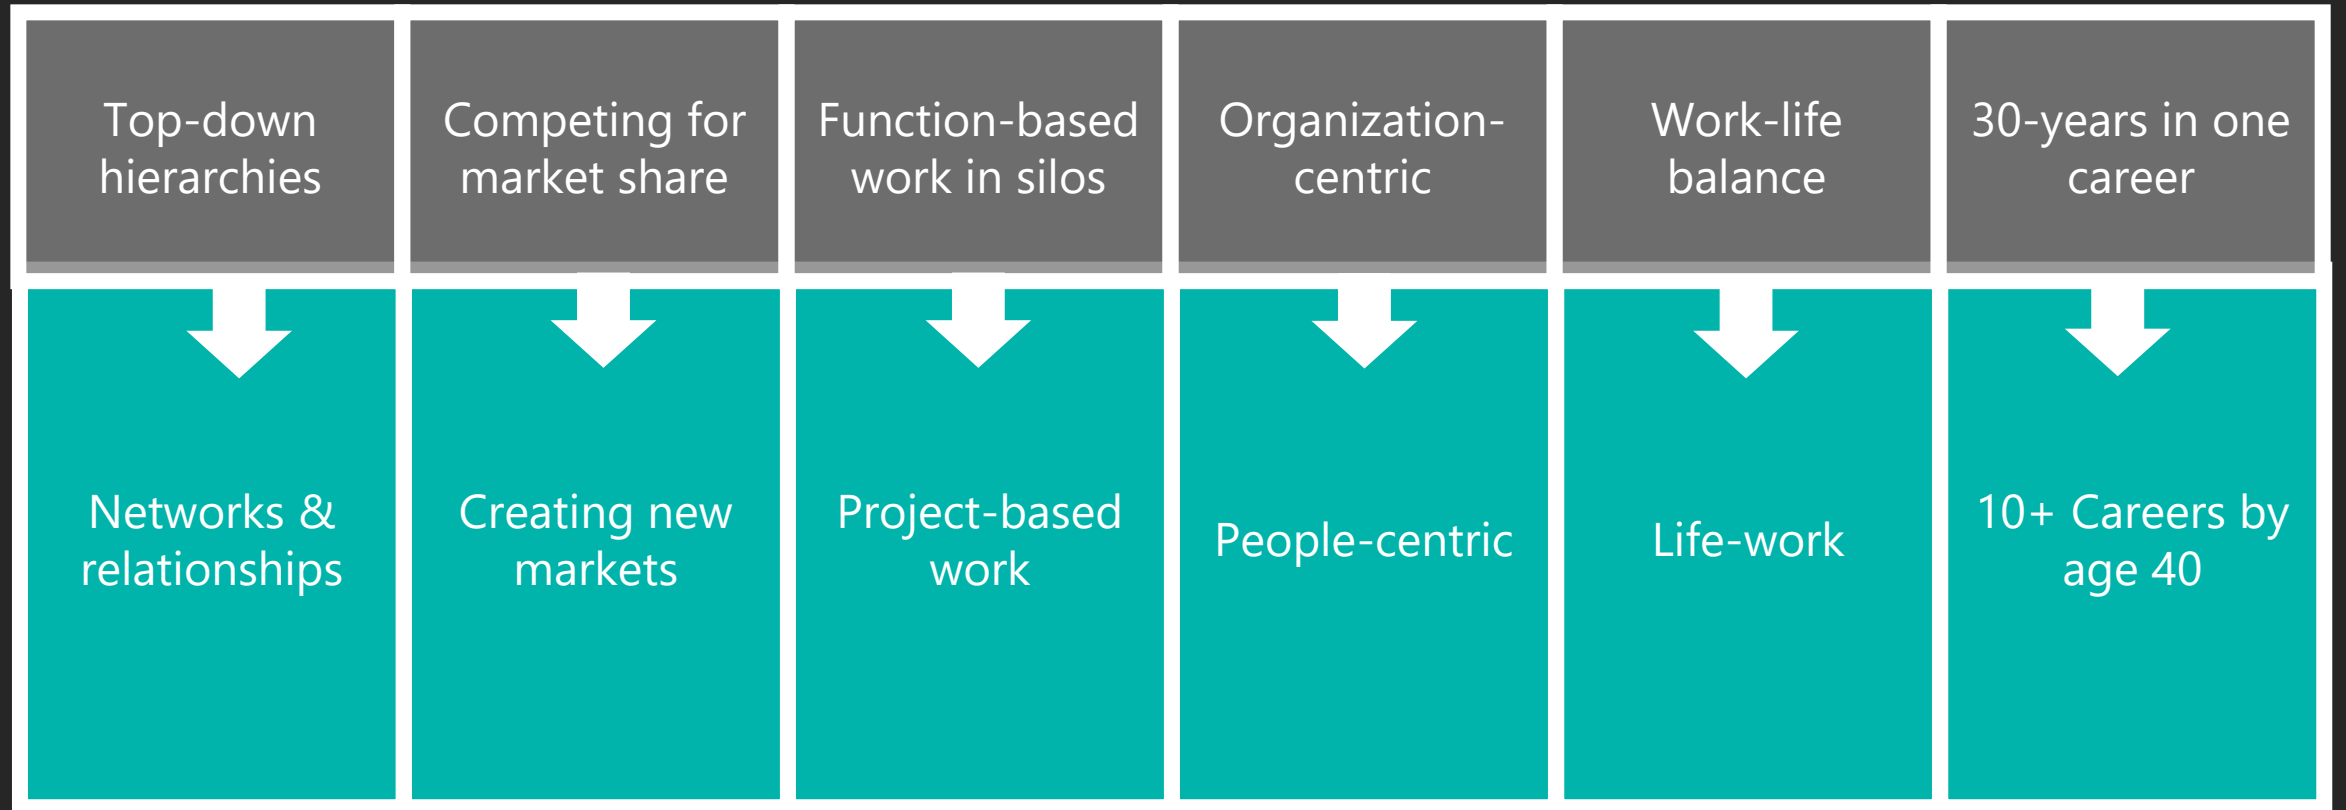 Top-down
hierarchies
Competing for
market share
Function-based
work in silos
Organization-
centric
Work-life
balance
30-years in one
career
Networks &
relationships
Creating new
markets
Project-based
work
People-centric
Life-work
10+ Careers by
age 40